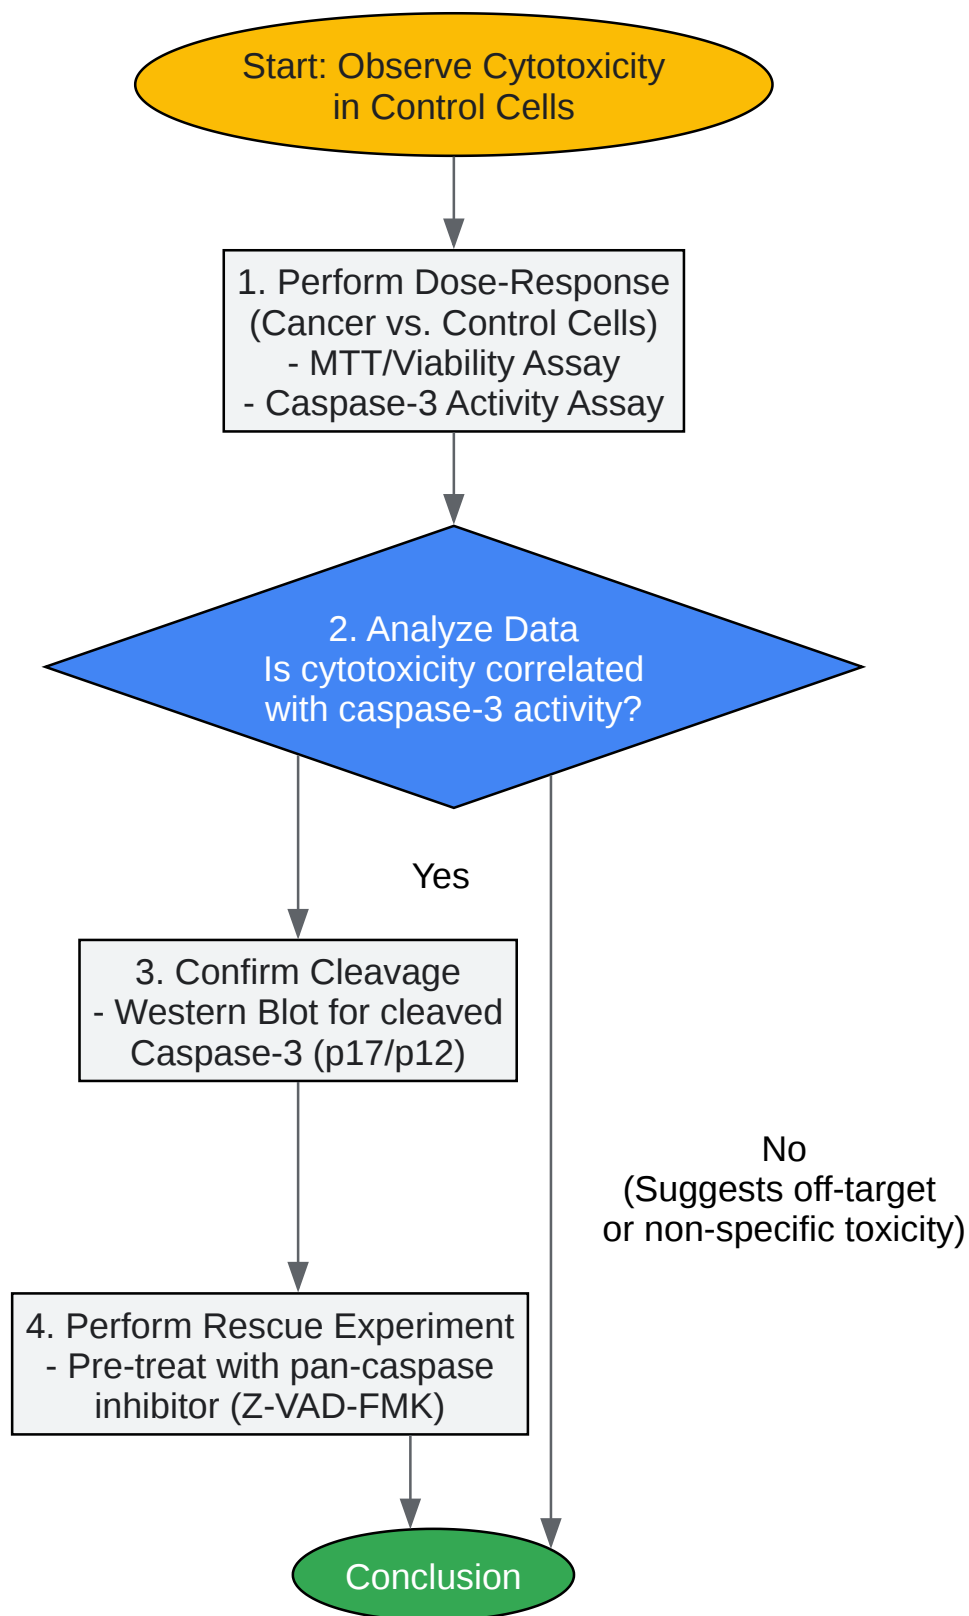 Start: Observe Cytotoxicity
in Control Cells
1. Perform Dose-Response
(Cancer vs. Control Cells)
- MTT/Viability Assay
- Caspase-3 Activity Assay
2. Analyze Data
Is cytotoxicity correlated
with caspase-3 activity?
Yes
3. Confirm Cleavage
- Western Blot for cleaved
Caspase-3 (p17/p12)
No
(Suggests off-target
or non-specific toxicity)
4. Perform Rescue Experiment
- Pre-treat with pan-caspase
inhibitor (Z-VAD-FMK)
Conclusion